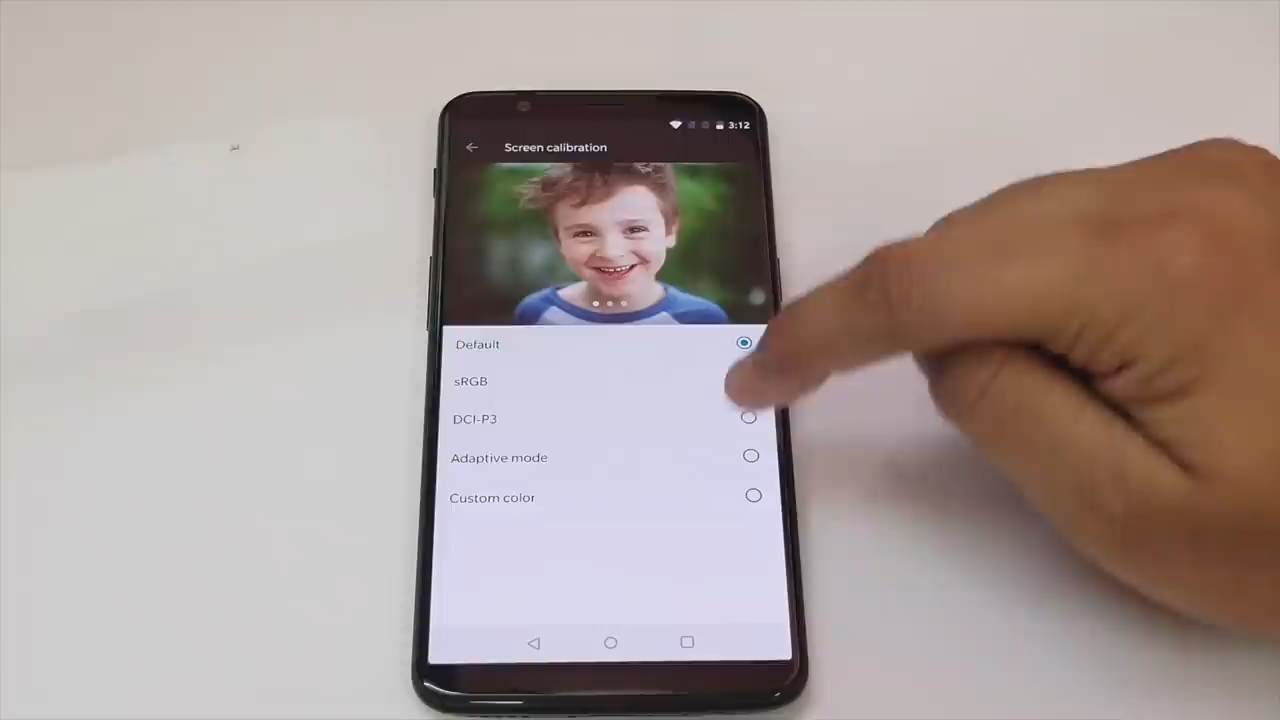 3:12
Screen calibration
Default
sRGB
DCI-P3
Adaptive mode
Custom color